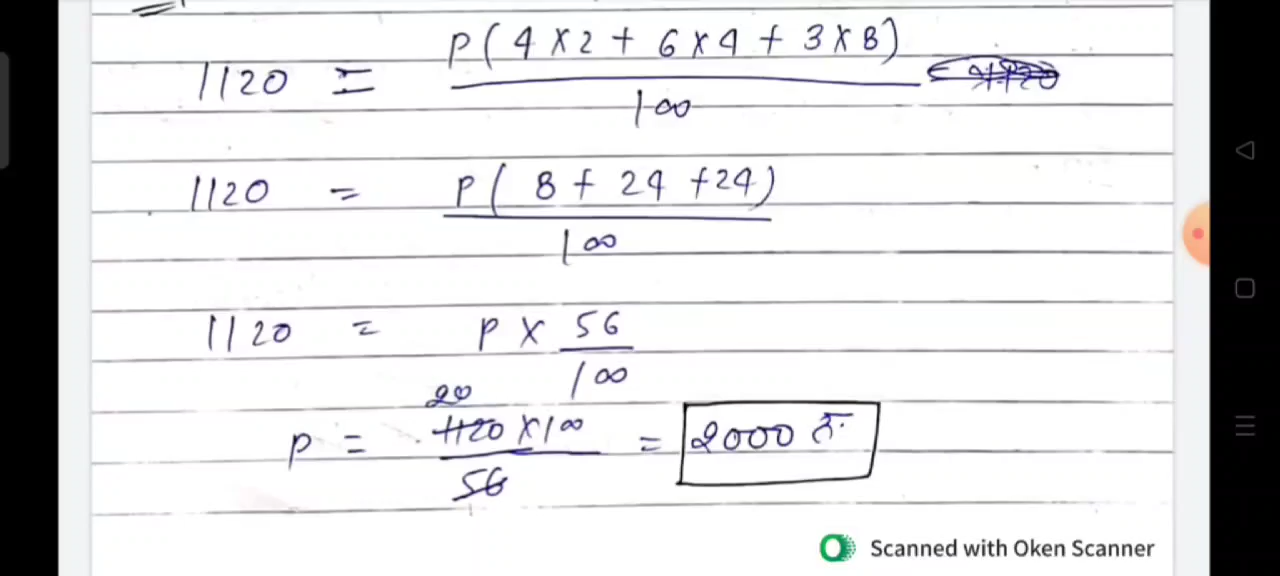 1120 = P(4×2 + 6×4 + 3×8)
100
1120 = P(8 + 24 +24)
100
1120 = P × 56
100
20
P = 1120 ×100 = 2000 रु.
56
Scanned with Oken Scanner